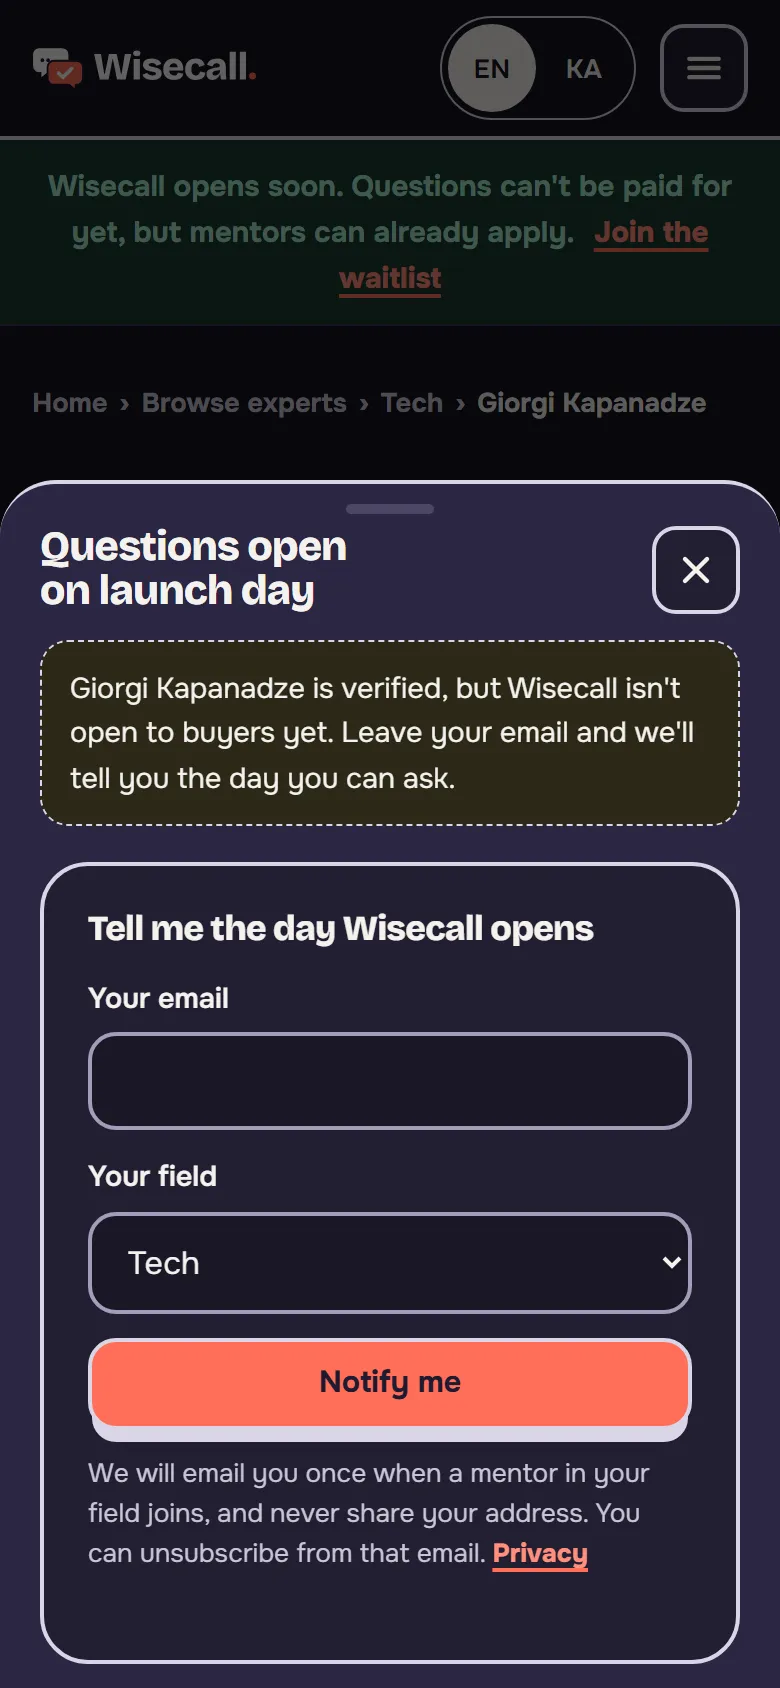 Wisecall.
EN
KA
Wisecall opens soon. Questions can't be paid for
yet, but mentors can already apply. Join the
waitlist
Home › Browse experts › Tech › Giorgi Kapanadze
Questions open
on launch day
Giorgi Kapanadze is verified, but Wisecall isn't
open to buyers yet. Leave your email and we'll
tell you the day you can ask.
Tell me the day Wisecall opens
Your email
Your field
Tech
Notify me
We will email you once when a mentor in your
field joins, and never share your address. You
can unsubscribe from that email. Privacy